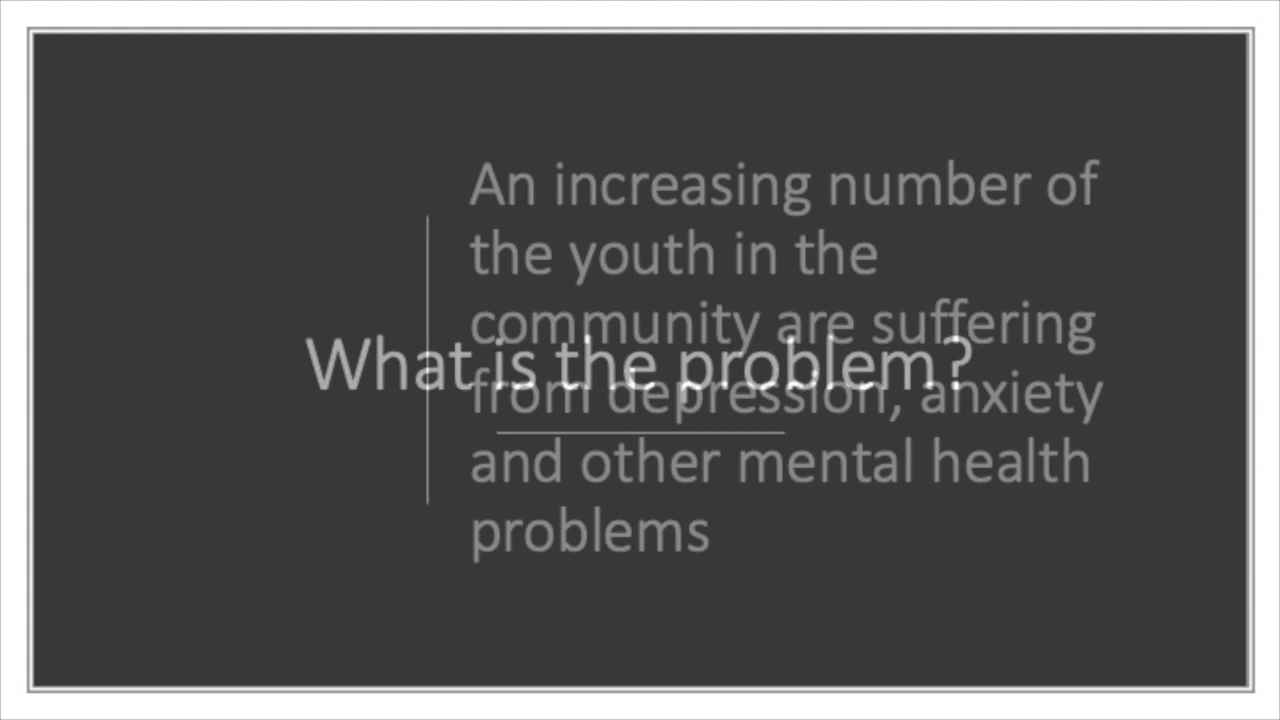 An increasing number of
the youth in the
community are suffering
What is the problem?
from depression, anxiety
and other mental health
problems